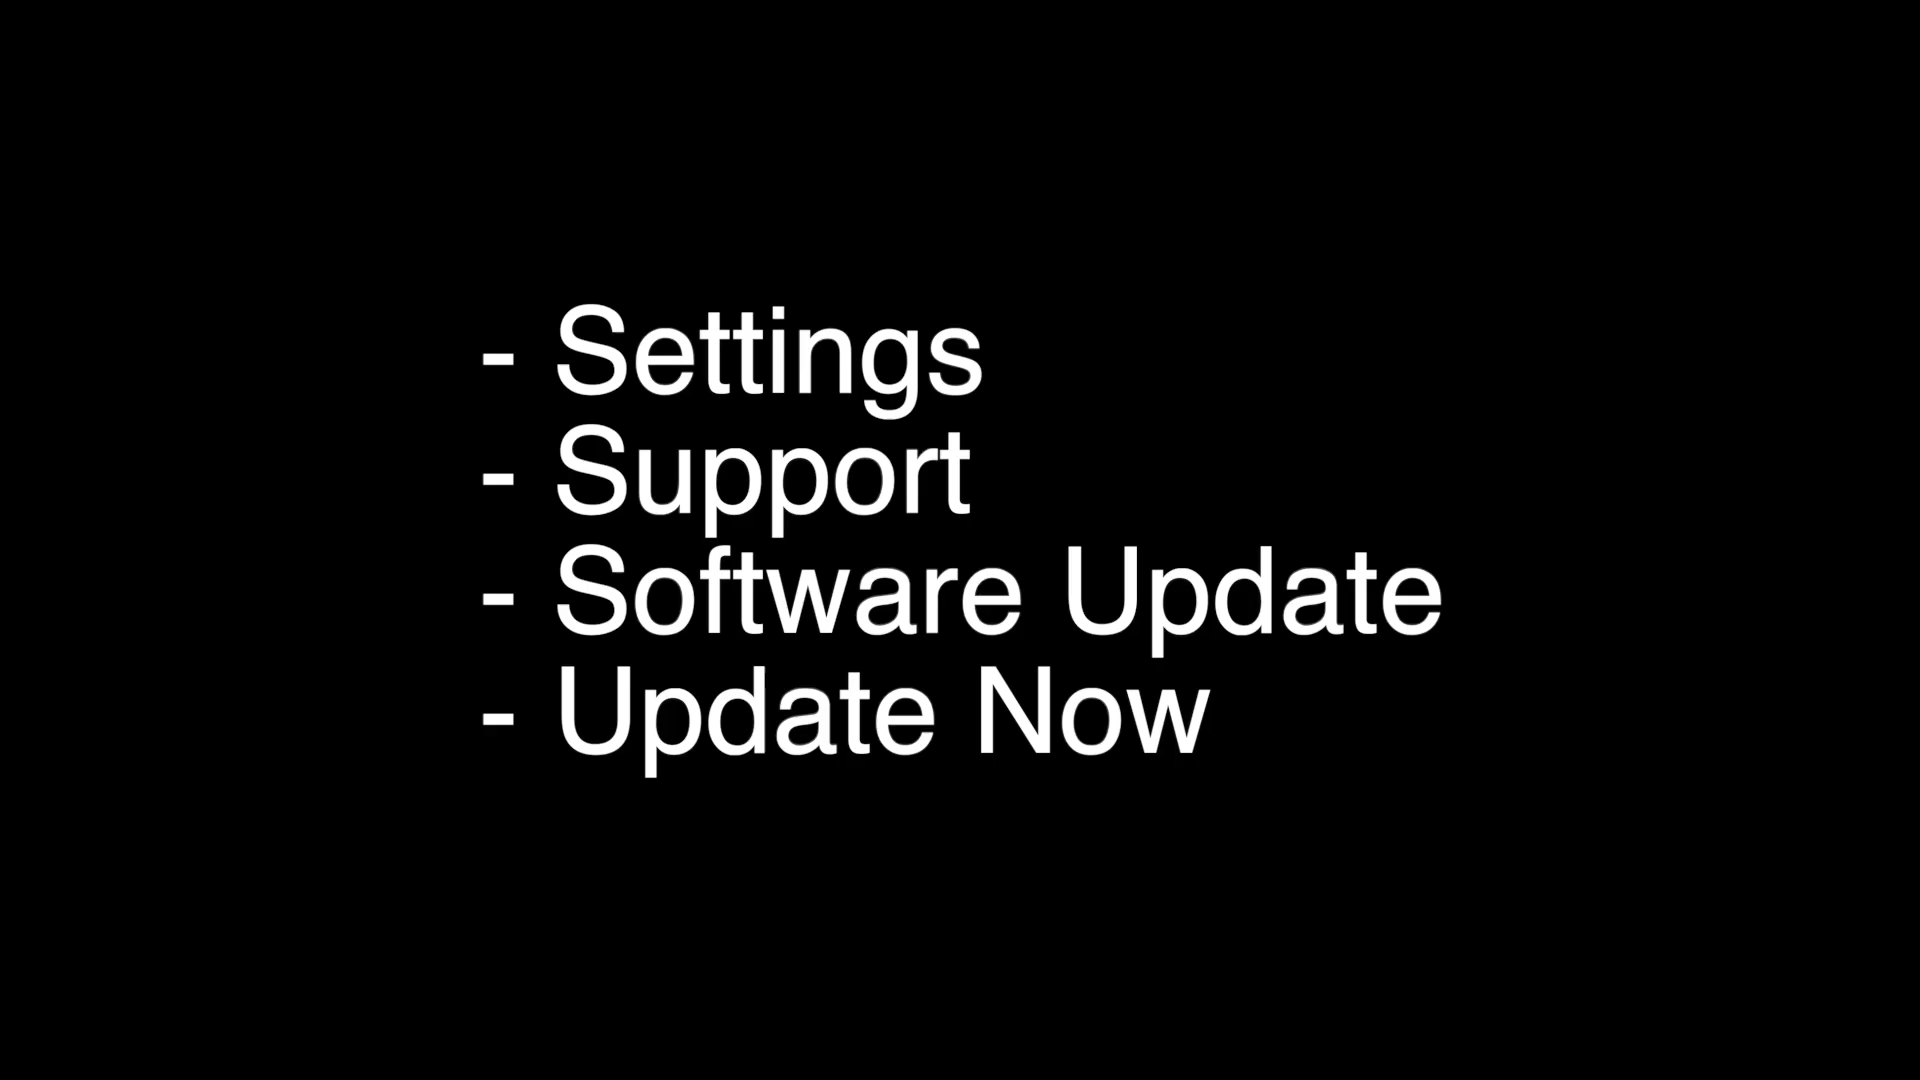 - Settings
- Support
- Software Update
- Update Now